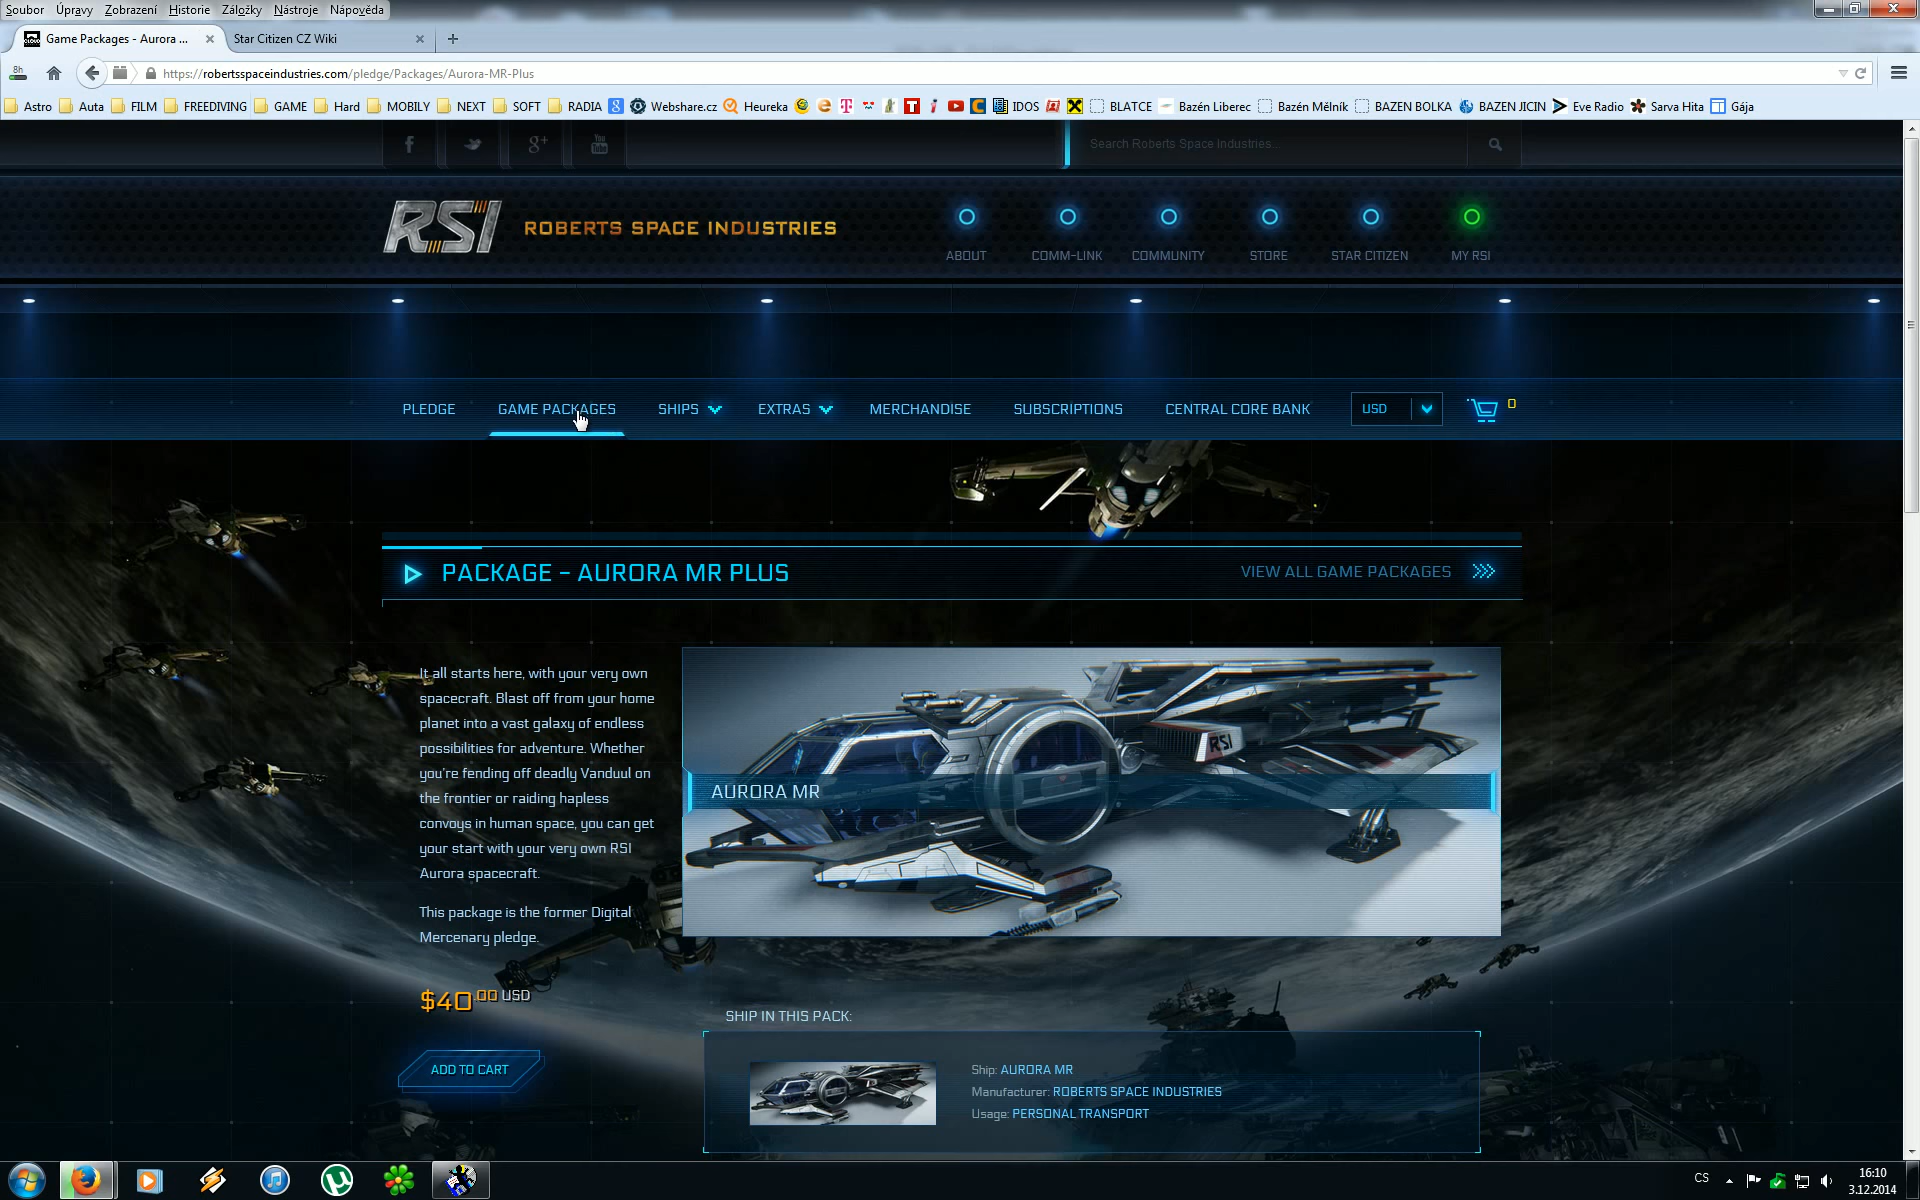 Soubor Úpravy Zobrazení Historie Záložky Nástroje Nápověda
Game Packages - Aurora ... Star Citizen CZ Wiki
8h https://robertsspaceindustries.com/pledge/Packages/Aurora-MR-Plus
Astro Auta FILM FREEDIVING GAME Hard MOBILY NEXT SOFT RADIA Webshare.cz Heureka IDOS BLATCE Bazén Liberec Bazén Mělník BAZEN BOLKA BAZEN JICIN Eve Radio Sarva Hita Gája
Search Roberts Space Industries...
RSI ROBERTS SPACE INDUSTRIES
ABOUT COMM-LINK COMMUNITY STORE STAR CITIZEN MY RSI
PLEDGE GAME PACKAGES SHIPS EXTRAS MERCHANDISE SUBSCRIPTIONS CENTRAL CORE BANK USD 0
PACKAGE - AURORA MR PLUS
VIEW ALL GAME PACKAGES
It all starts here, with your very own
spacecraft. Blast off from your home
planet into a vast galaxy of endless
possibilities for adventure. Whether
you're fending off deadly Vanduul on
the frontier or raiding hapless
convoys in human space, you can get
your start with your very own RSI
Aurora spacecraft.
This package is the former Digital
Mercenary pledge.
$40.00 USD
ADD TO CART
RSI
AURORA MR
SHIP IN THIS PACK:
Ship: AURORA MR
Manufacturer: ROBERTS SPACE INDUSTRIES
Usage: PERSONAL TRANSPORT
CS
16:10
3.12.2014